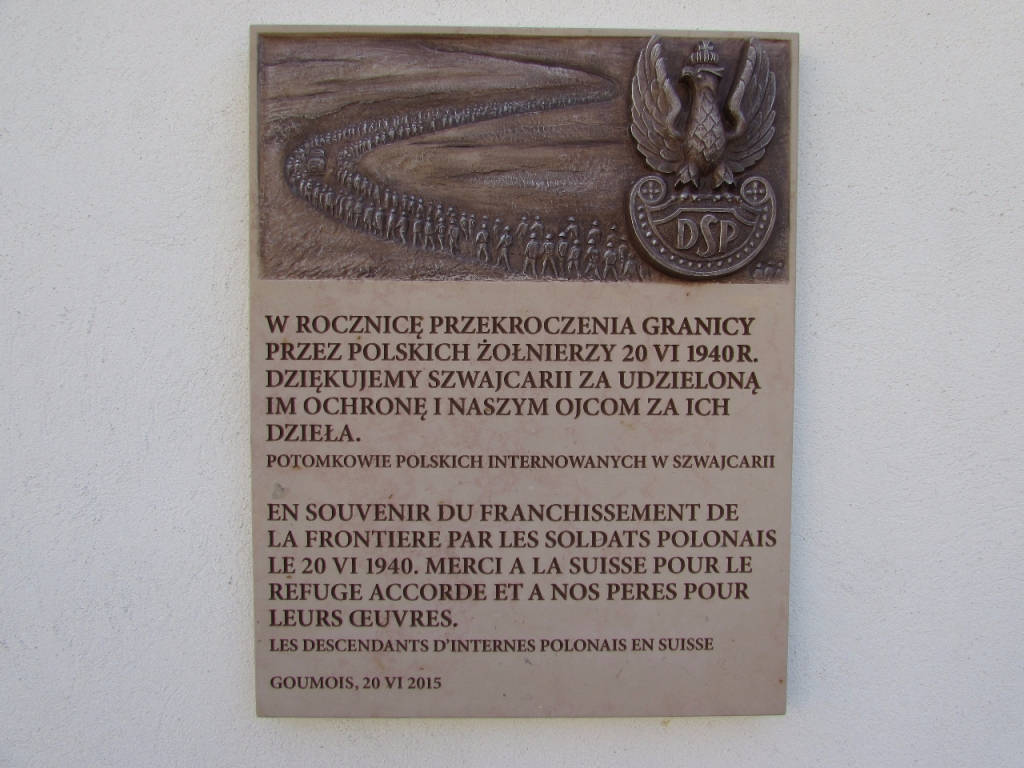 DSP
W ROCZNICĘ PRZEKROCZENIA GRANICY
PRZEZ POLSKICH ŻOŁNIERZY 20 VI 1940 R.
DZIĘKUJEMY SZWAJCARII ZA UDZIELONĄ
IM OCHRONĘ I NASZYM OJCOM ZA ICH
DZIEŁA.
POTOMKOWIE POLSKICH INTERNOWANYCH W SZWAJCARII
EN SOUVENIR DU FRANCHISSEMENT DE
LA FRONTIERE PAR LES SOLDATS POLONAIS
LE 20 VI 1940. MERCI A LA SUISSE POUR LE
REFUGE ACCORDE ET A NOS PERES POUR
LEURS ŒUVRES.
LES DESCENDANTS D'INTERNES POLONAIS EN SUISSE
GOUMOIS, 20 VI 2015